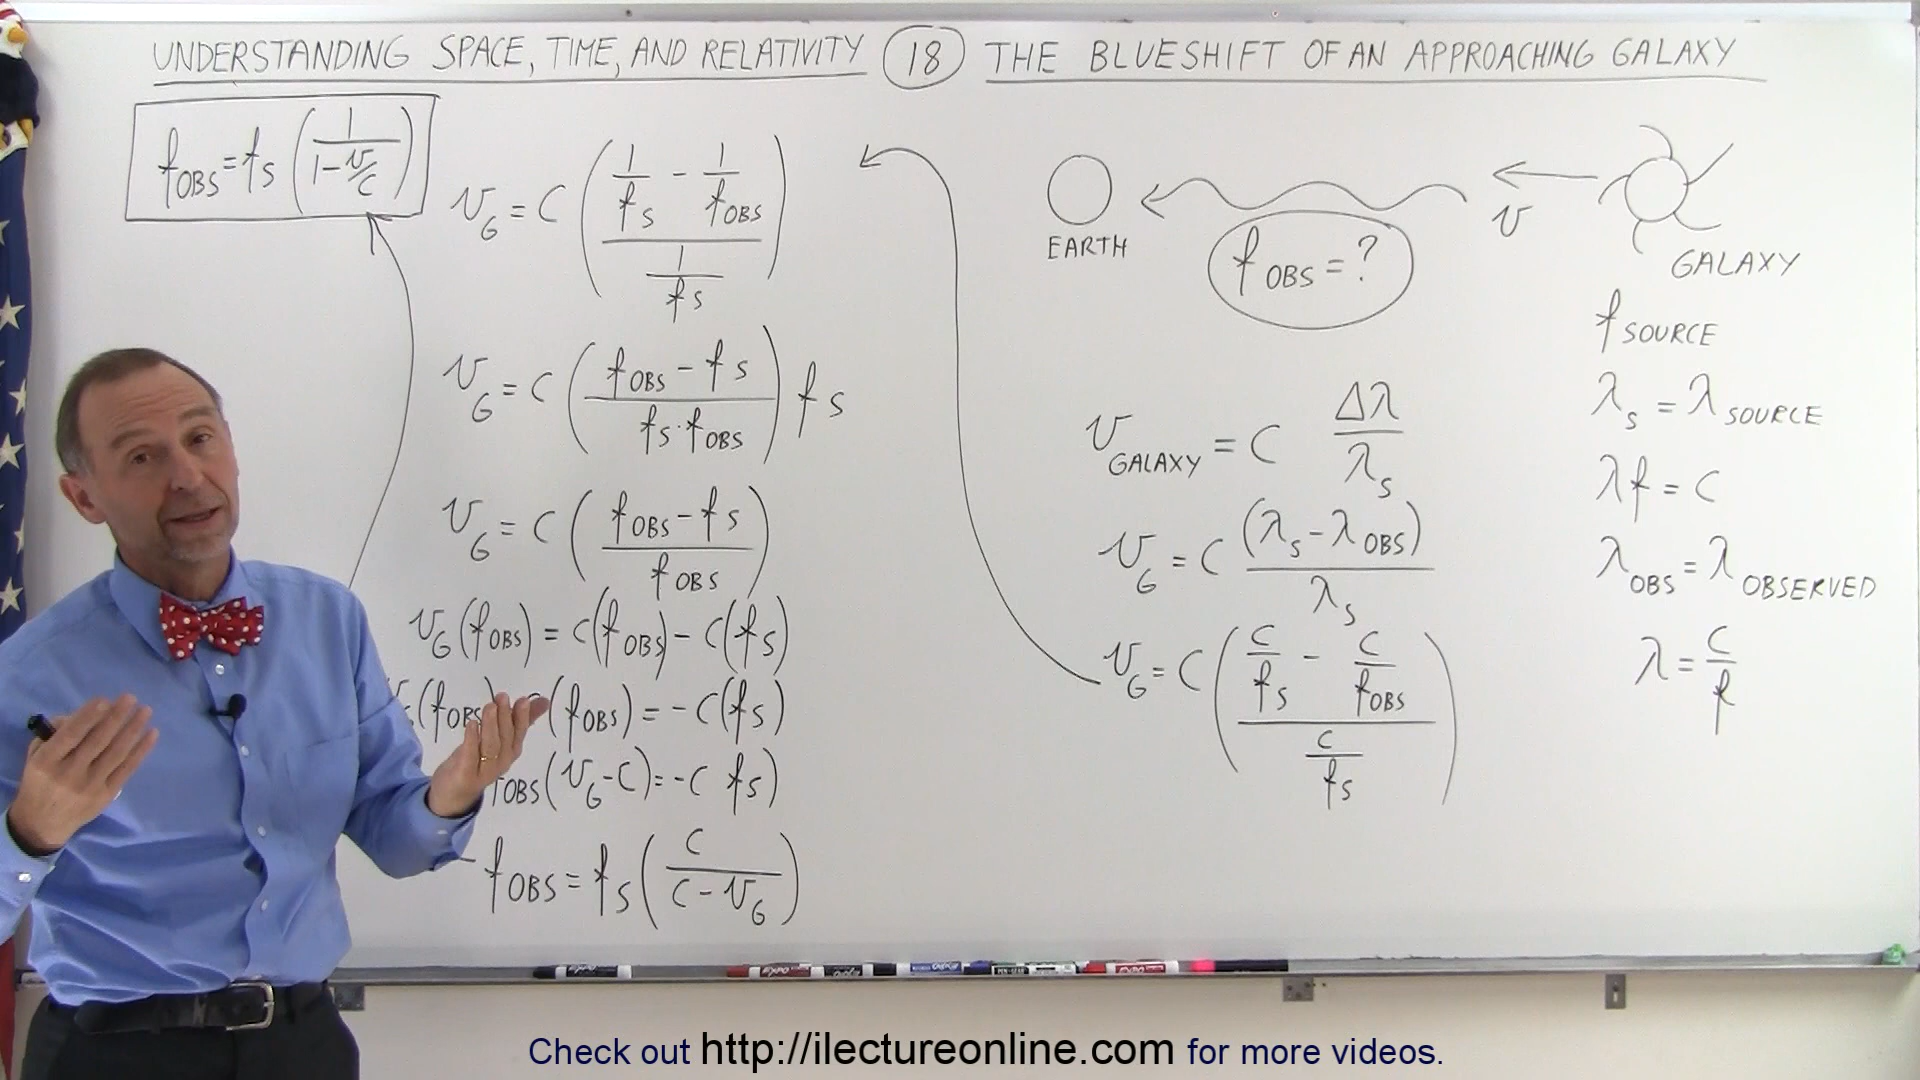 UNDERSTANDING SPACE, TIME, AND RELATIVITY (18) THE BLUESHIFT OF AN APPROACHING GALAXY
f_OBS = f_S (1/(1 - v/c))
v_G = C ((1/f_S - 1/f_OBS)/(1/f_S))
v_G = C ((f_OBS - f_S)/(f_S · f_OBS)) f_S
v_G = C ((f_OBS - f_S)/f_OBS)
v_G (f_OBS) = C(f_OBS) - C(f_S)
(f_OBS) (f_OBS) = -C(f_S)
OBS (v_G - C) = -C f_S)
f_OBS = f_S (C/(C - v_G))
EARTH
f_OBS = ?
v
GALAXY
v_GALAXY = C Δλ/λ_S
v_G = C (λ_S - λ_OBS)/λ_S
v_G = C ((C/f_S - C/f_OBS)/(C/f_S))
f_SOURCE
λ_S = λ_SOURCE
λf = C
λ_OBS = λ_OBSERVED
λ = C/f
EXPO
Check out http://ilectureonline.com for more videos.